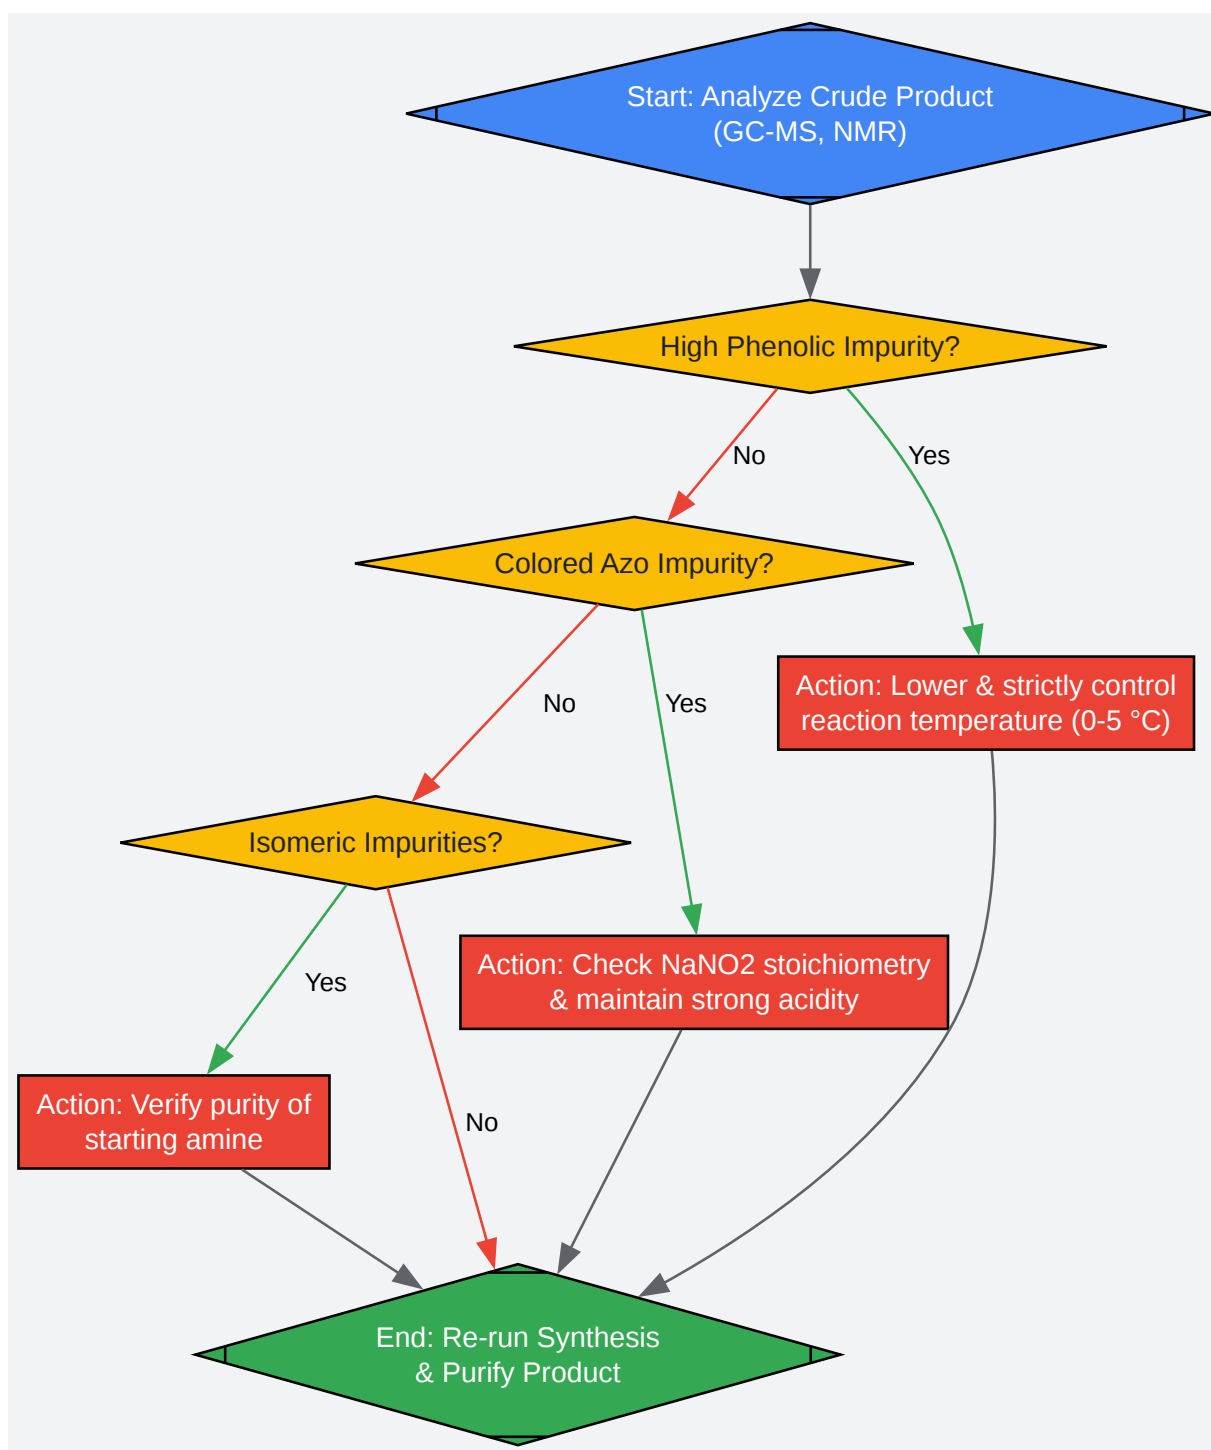 Start: Analyze Crude Product
(GC-MS, NMR)
High Phenolic Impurity?
No
Yes
Colored Azo Impurity?
Action: Lower & strictly control
reaction temperature (0-5 °C)
No
Yes
Isomeric Impurities?
Action: Check NaNO2 stoichiometry
& maintain strong acidity
Yes
Action: Verify purity of
starting amine
No
End: Re-run Synthesis
& Purify Product